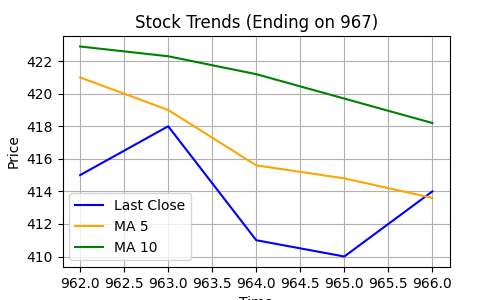 Stock Trends (Ending on 967)
Price
422
420
418
416
414
412
410
Last Close
MA 5
MA 10
962.0 962.5 963.0 963.5 964.0 964.5 965.0 965.5 966.0
Time